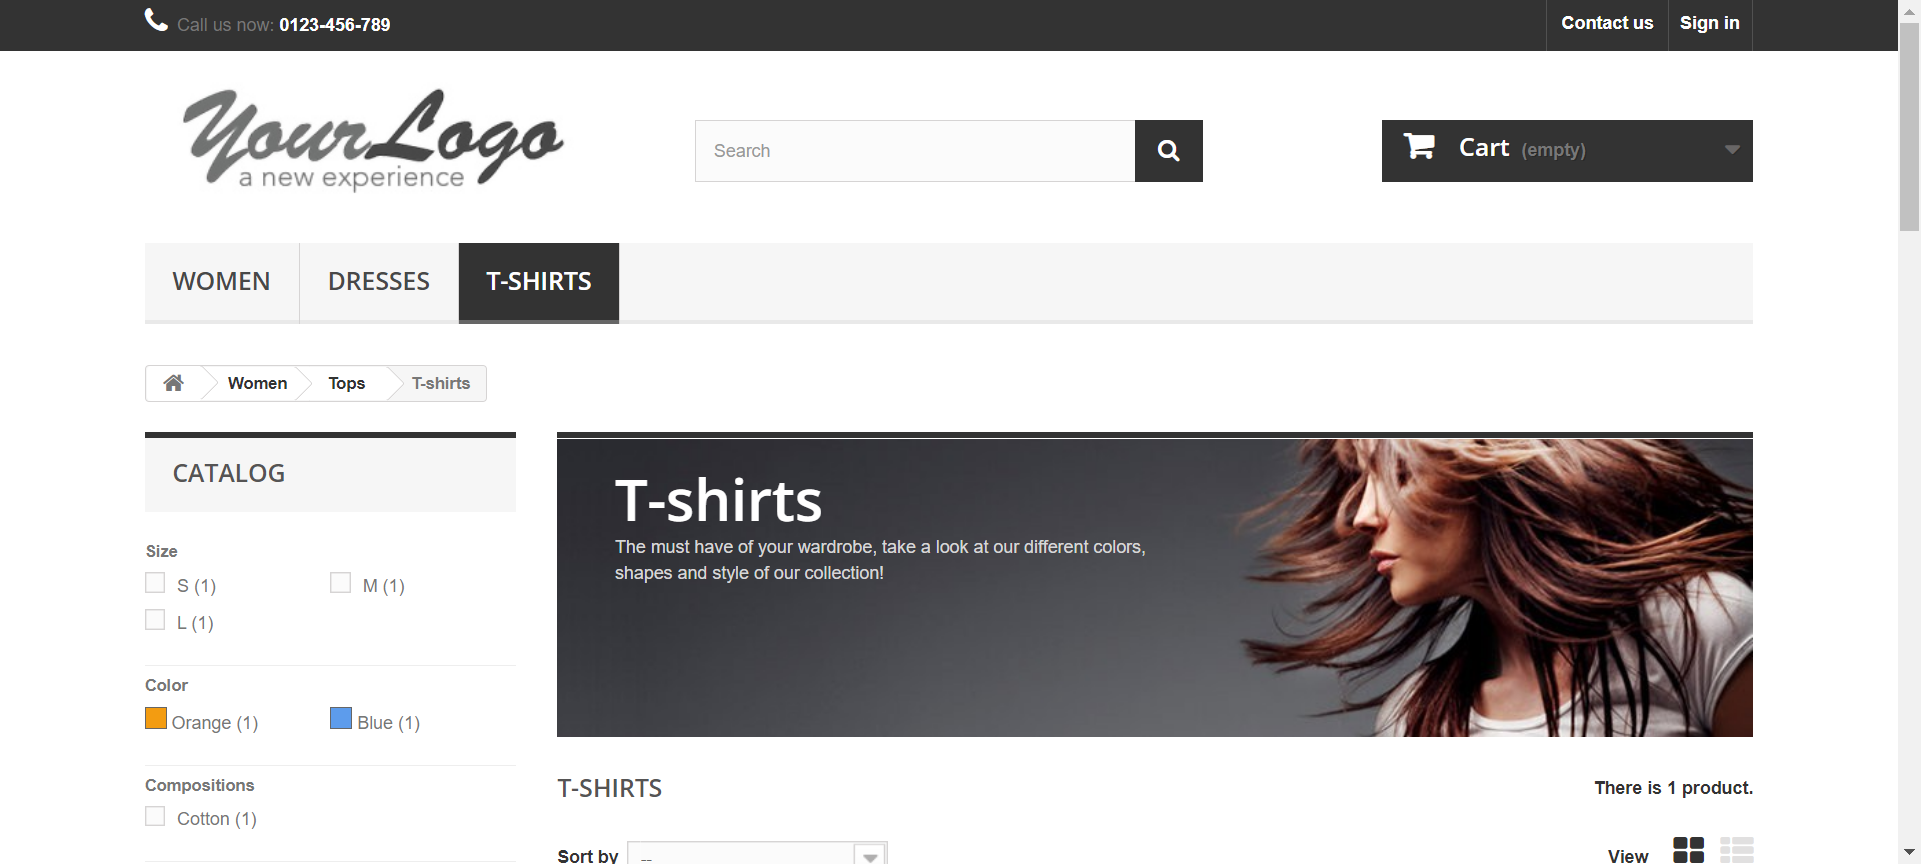 Call us now: 0123-456-789
Contact us
Sign in
YourLogo
a new experience
Search
Cart (empty)
WOMEN
DRESSES
T-SHIRTS
Women
Tops
T-shirts
CATALOG
Size
S (1)
M (1)
L (1)
Color
Orange (1)
Blue (1)
Compositions
Cotton (1)
T-shirts
The must have of your wardrobe, take a look at our different colors,
shapes and style of our collection!
T-SHIRTS
There is 1 product.
Sort by
--
View